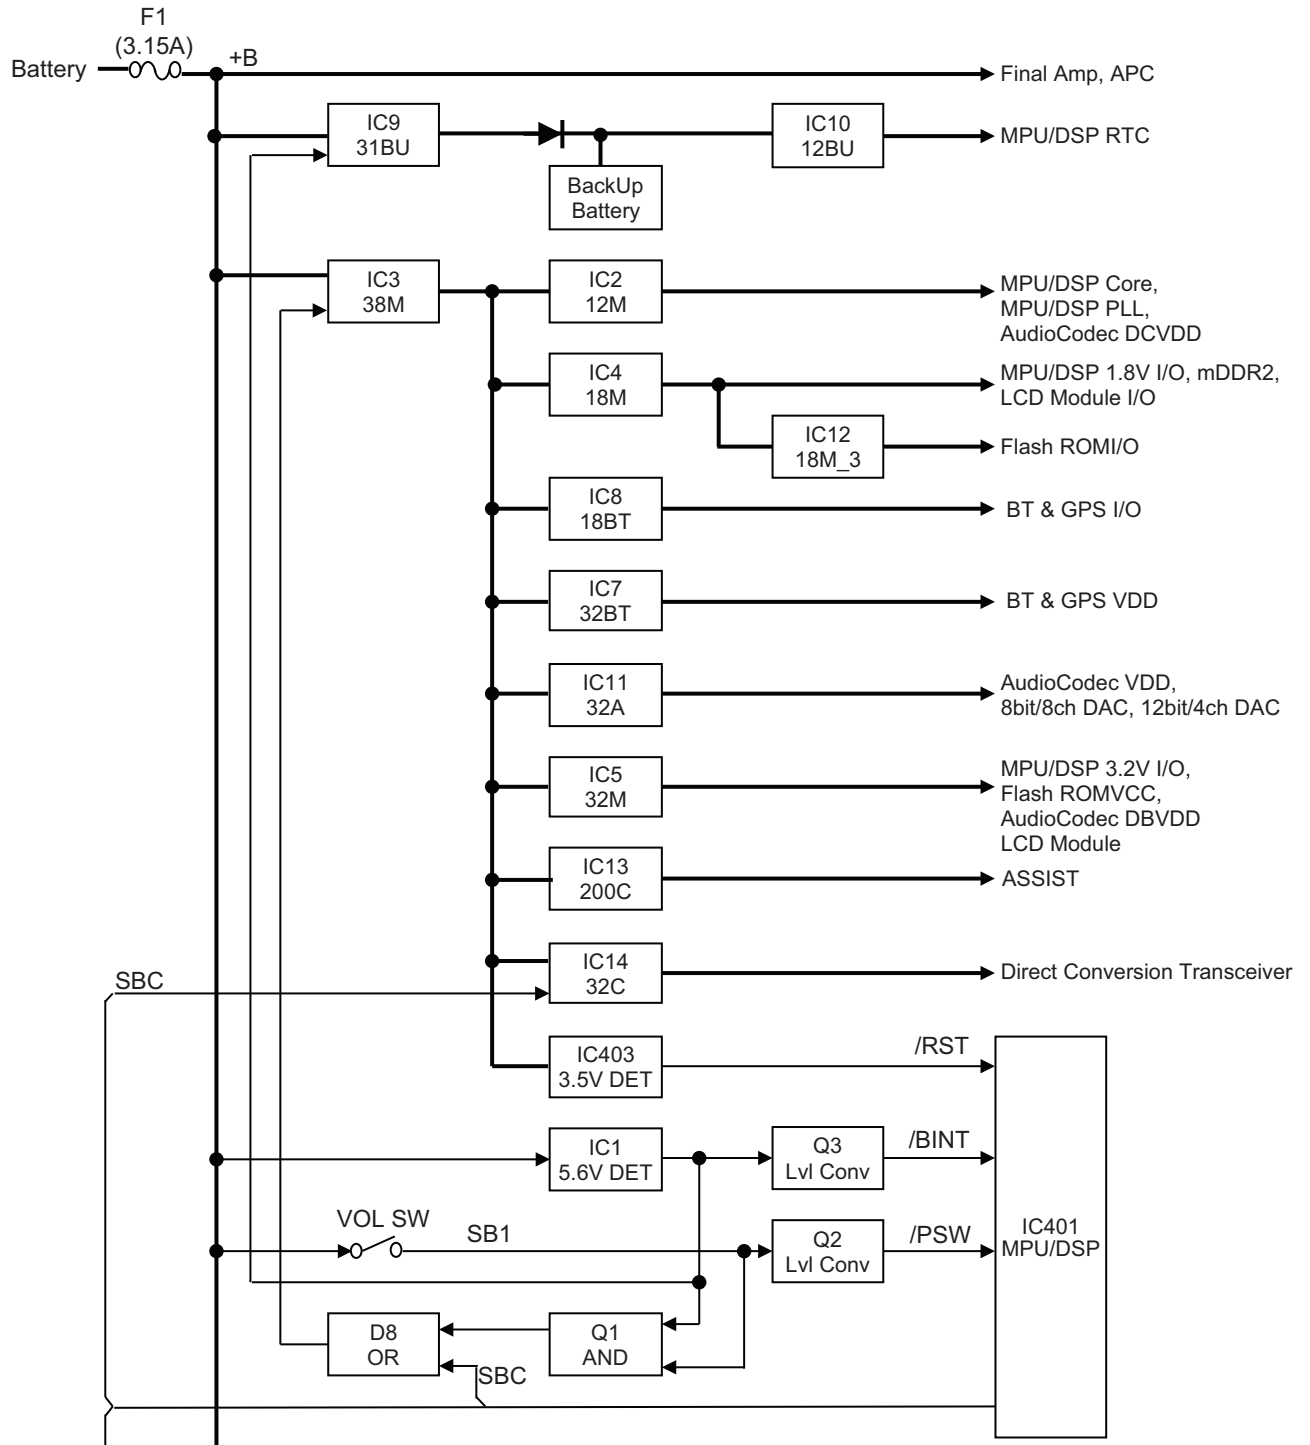 F1
(3.15A)
Battery
+B
Final Amp, APC
IC9
31BU
IC10
12BU
MPU/DSP RTC
BackUp
Battery
IC3
38M
IC2
12M
MPU/DSP Core,
MPU/DSP PLL,
AudioCodec DCVDD
IC4
18M
MPU/DSP 1.8V I/O, mDDR2,
LCD Module I/O
IC12
18M_3
Flash ROMI/O
IC8
18BT
BT & GPS I/O
IC7
32BT
BT & GPS VDD
IC11
32A
AudioCodec VDD,
8bit/8ch DAC, 12bit/4ch DAC
IC5
32M
MPU/DSP 3.2V I/O,
Flash ROMVCC,
AudioCodec DBVDD
LCD Module
IC13
200C
ASSIST
SBC
IC14
32C
Direct Conversion Transceiver
IC403
3.5V DET
/RST
IC1
5.6V DET
Q3
Lvl Conv
/BINT
VOL SW
SB1
Q2
Lvl Conv
/PSW
IC401
MPU/DSP
D8
OR
Q1
AND
SBC